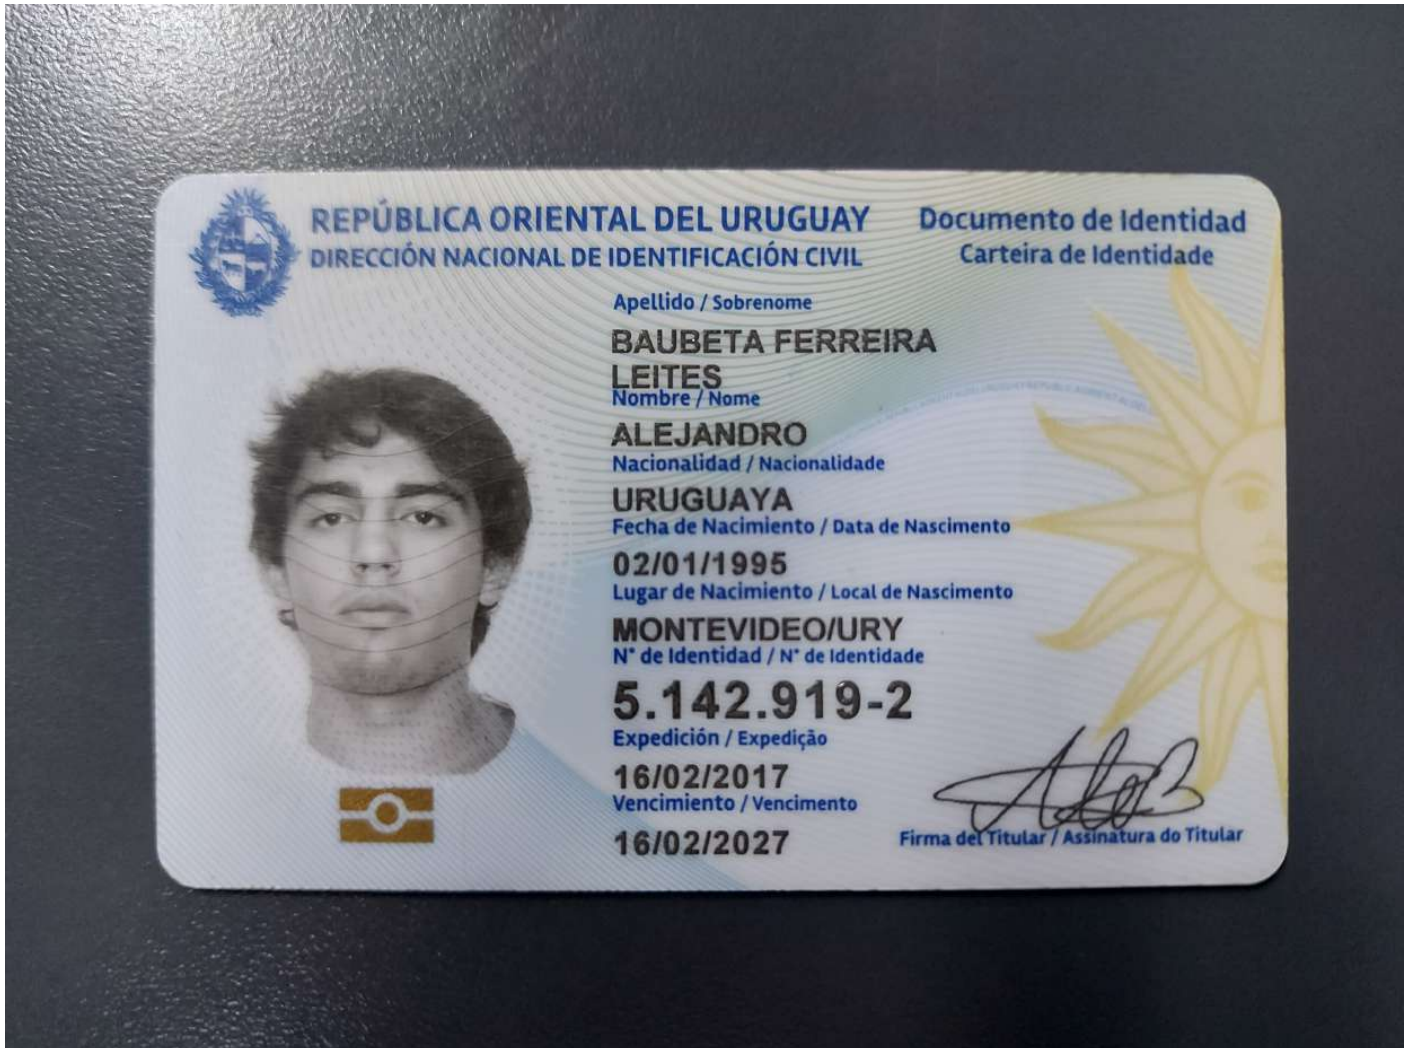 REPÚBLICA ORIENTAL DEL URUGUAY
DIRECCIÓN NACIONAL DE IDENTIFICACIÓN CIVIL
Documento de Identidad
Carteira de Identidade
Apellido / Sobrenome
BAUBETA FERREIRA
LEITES
Nombre / Nome
ALEJANDRO
Nacionalidad / Nacionalidade
URUGUAYA
Fecha de Nacimiento / Data de Nascimento
02/01/1995
Lugar de Nacimiento / Local de Nascimento
MONTEVIDEO/URY
N° de Identidad / N° de Identidade
5.142.919-2
Expedición / Expedição
16/02/2017
Vencimiento / Vencimento
16/02/2027
Firma del Titular / Assinatura do Titular